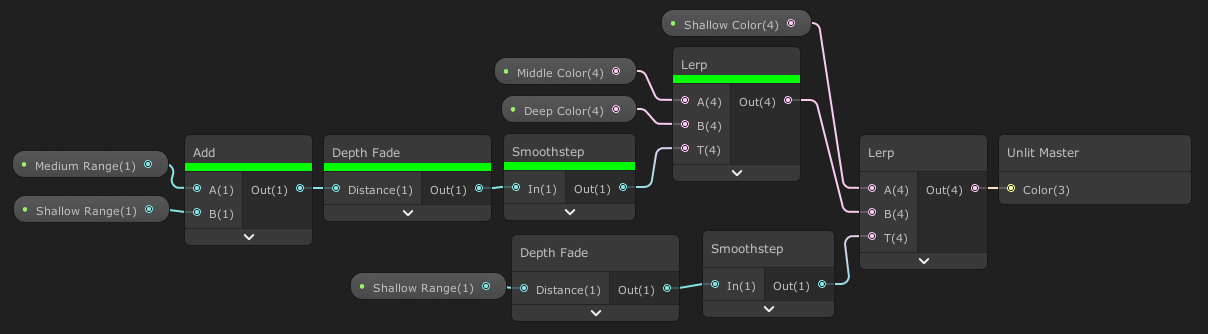 Shallow Color(4)
Lerp
Middle Color(4)
A(4) Out(4)
Deep Color(4)
B(4)
T(4)
Medium Range(1)
Add
A(1) Out(1)
B(1)
Shallow Range(1)
Depth Fade
Distance(1) Out(1)
Smoothstep
In(1) Out(1)
Lerp
A(4) Out(4)
B(4)
T(4)
Unlit Master
Color(3)
Shallow Range(1)
Depth Fade
Distance(1) Out(1)
Smoothstep
In(1) Out(1)